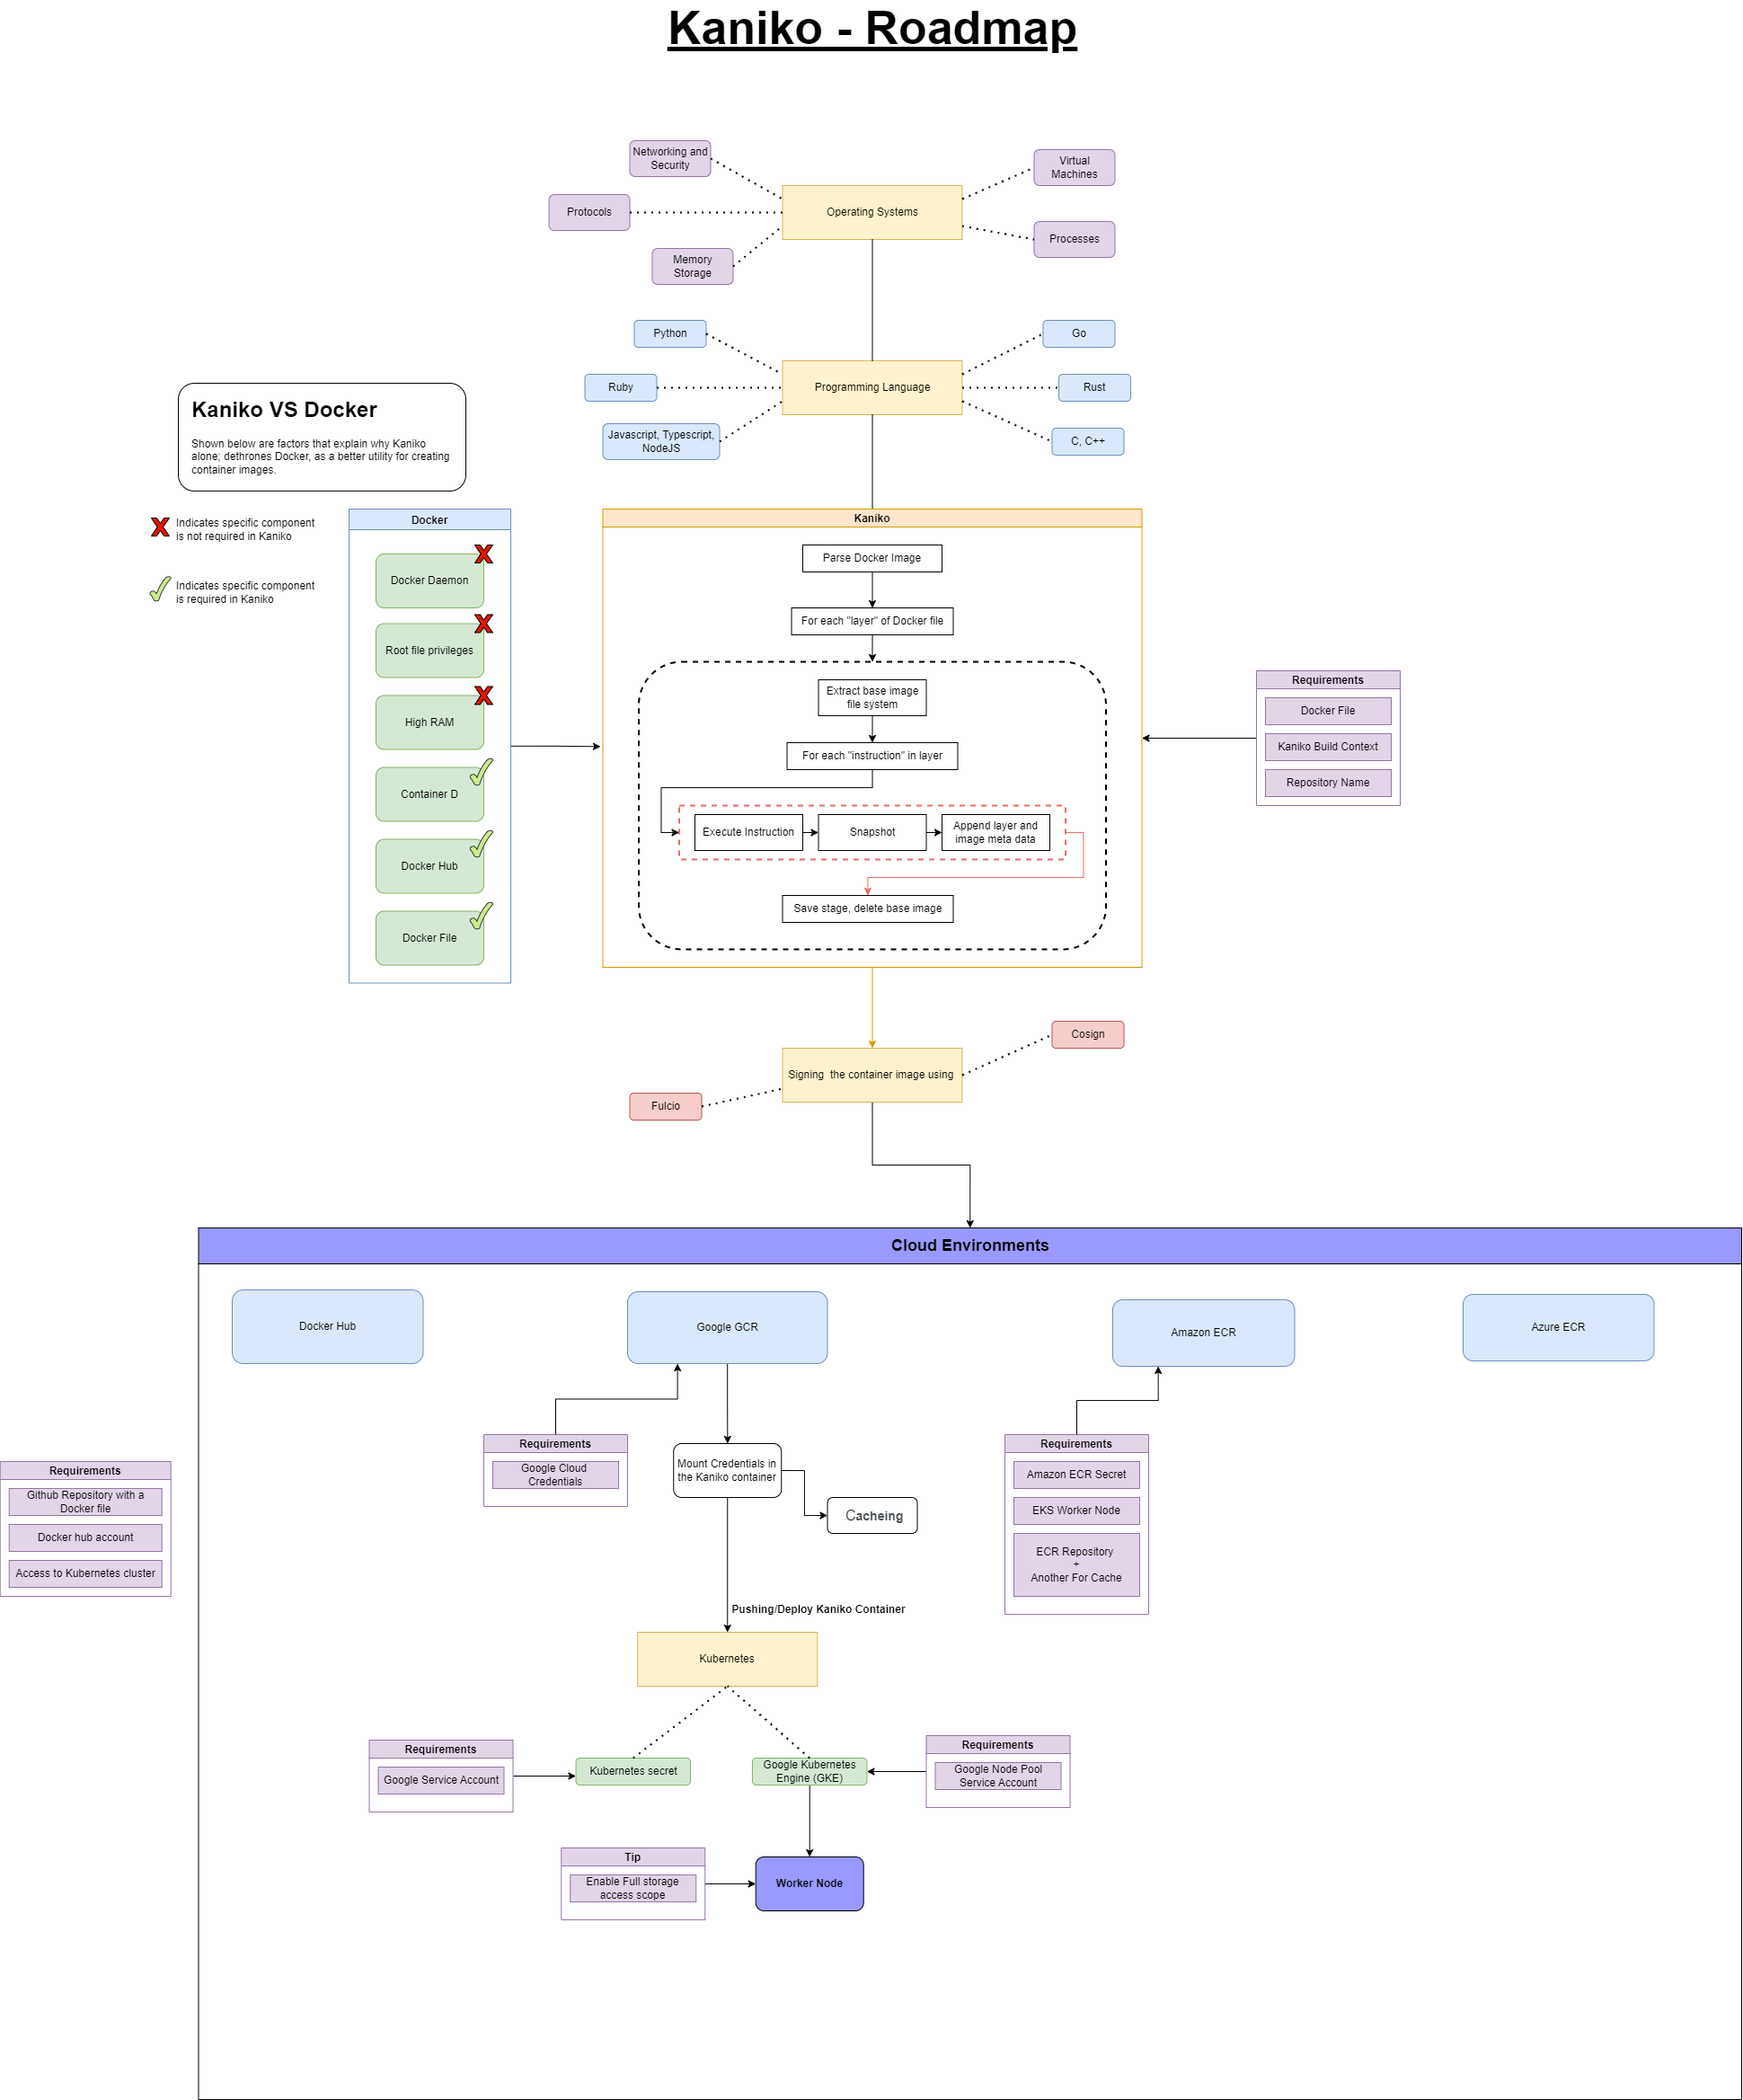 Kaniko - Roadmap
Networking and
Security
Virtual
Machines
Protocols
Operating Systems
Processes
Memory
Storage
Python
Go
Ruby
Programming Language
Rust
Javascript, Typescript,
NodeJS
C, C++
Kaniko VS Docker
Shown below are factors that explain why Kaniko
alone; dethrones Docker, as a better utility for creating
container images.
X Indicates specific component
is not required in Kaniko
Indicates specific component
is required in Kaniko
Docker
Docker Daemon
X
Root file privileges
X
High RAM
X
Container D
Docker Hub
Docker File
Kaniko
Parse Docker Image
For each "layer" of Docker file
Extract base image
file system
For each "instruction" in layer
Execute Instruction
Snapshot
Append layer and
image meta data
Save stage, delete base image
Requirements
Docker File
Kaniko Build Context
Repository Name
Cosign
Signing  the container image using
Fulcio
Cloud Environments
Docker Hub
Google GCR
Amazon ECR
Azure ECR
Requirements
Github Repository with a
Docker file
Docker hub account
Access to Kubernetes cluster
Requirements
Google Cloud
Credentials
Mount Credentials in
the Kaniko container
Cacheing
Requirements
Amazon ECR Secret
EKS Worker Node
ECR Repository
+
Another For Cache
Pushing/Deploy Kaniko Container
Kubernetes
Requirements
Google Service Account
Kubernetes secret
Google Kubernetes
Engine (GKE)
Requirements
Google Node Pool
Service Account
Tip
Enable Full storage
access scope
Worker Node